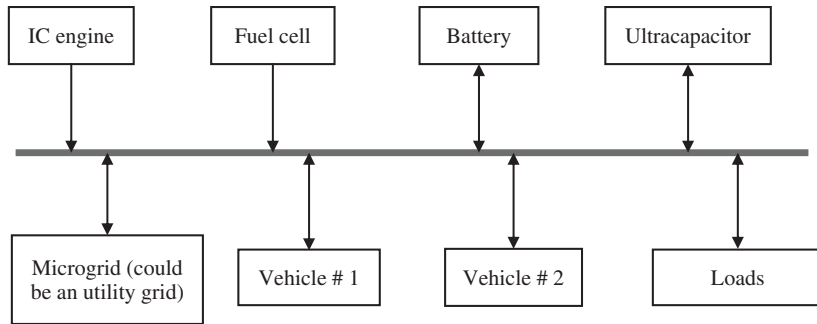 IC engine
Fuel cell
Battery
Ultracapacitor
Microgrid (could
be an utility grid)
Vehicle # 1
Vehicle # 2
Loads